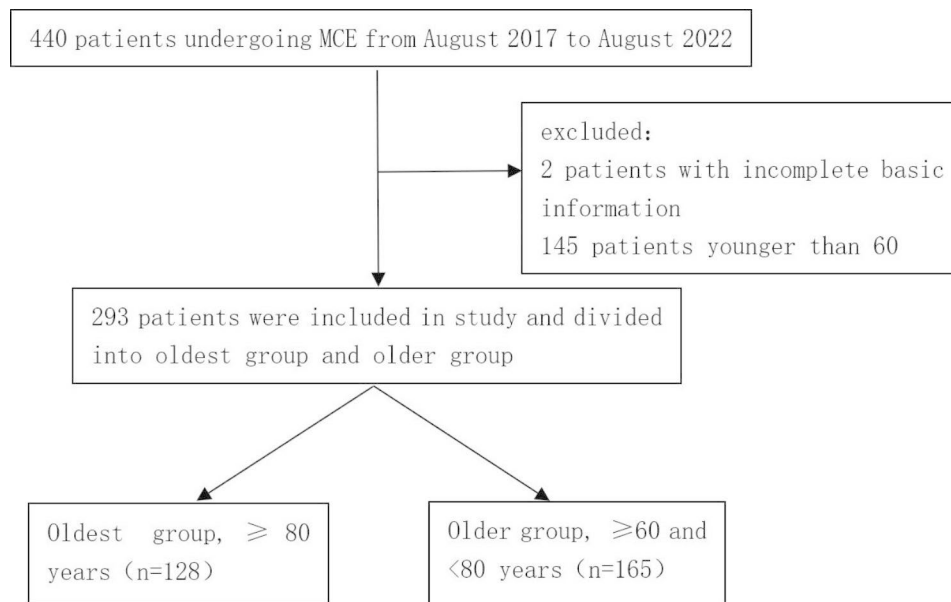 440 patients undergoing MCE from August 2017 to August 2022
excluded：
2 patients with incomplete basic
information
145 patients younger than 60
293 patients were included in study and divided
into oldest group and older group
Oldest group, ≥ 80
years（n=128）
Older group, ≥60 and
<80 years（n=165）